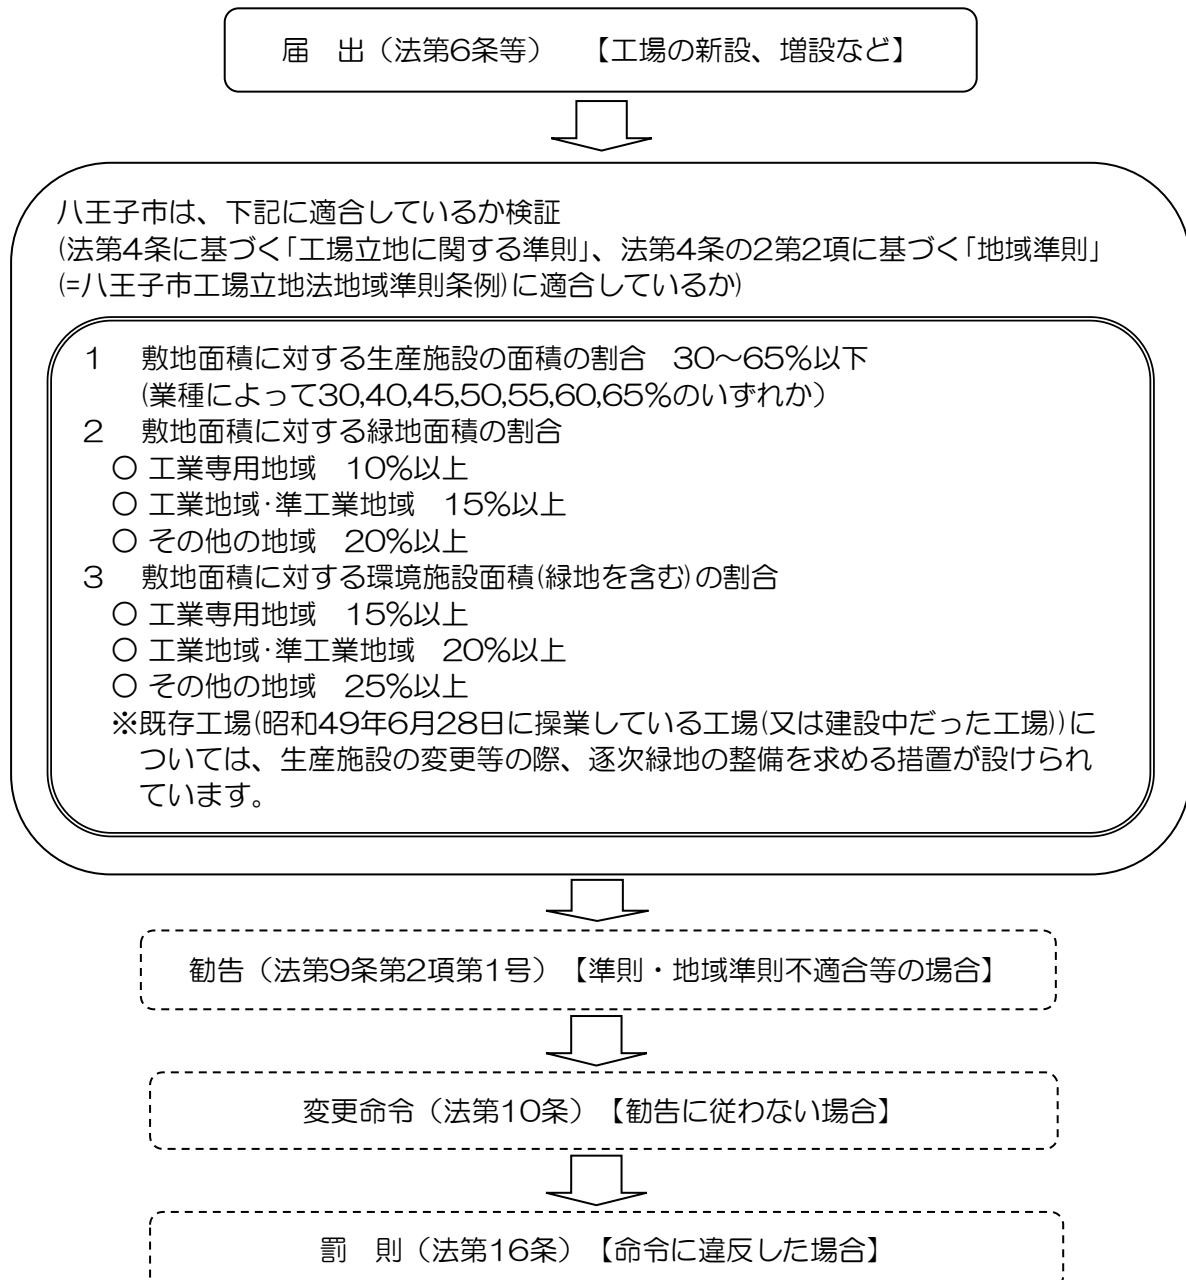 届　出（法第6条等）　【工場の新設、増設など】
八王子市は、下記に適合しているか検証
(法第4条に基づく「工場立地に関する準則」、法第4条の2第2項に基づく「地域準則」
(=八王子市工場立地法地域準則条例)に適合しているか)
1　敷地面積に対する生産施設の面積の割合　30～65%以下
(業種によって30,40,45,50,55,60,65%のいずれか）
2　敷地面積に対する緑地面積の割合
○ 工業専用地域　10%以上
○ 工業地域･準工業地域　15%以上
○ その他の地域　20%以上
3　敷地面積に対する環境施設面積(緑地を含む)の割合
○ 工業専用地域　15%以上
○ 工業地域･準工業地域　20%以上
○ その他の地域　25%以上
※既存工場(昭和49年6月28日に操業している工場(又は建設中だった工場))に
ついては、生産施設の変更等の際、逐次緑地の整備を求める措置が設けられ
ています。
勧告（法第9条第2項第1号）【準則・地域準則不適合等の場合】
変更命令（法第10条）【勧告に従わない場合】
罰　則（法第16条）【命令に違反した場合】